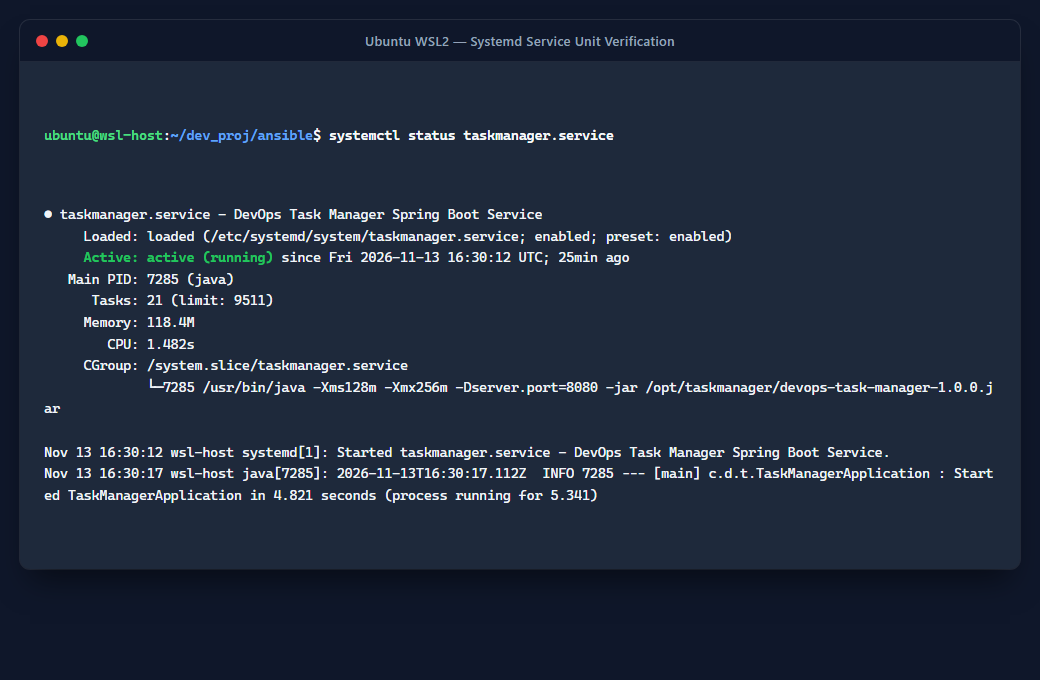 Ubuntu WSL2 — Systemd Service Unit Verification
ubuntu@wsl-host:~/dev_proj/ansible$ systemctl status taskmanager.service
● taskmanager.service - DevOps Task Manager Spring Boot Service
     Loaded: loaded (/etc/systemd/system/taskmanager.service; enabled; preset: enabled)
     Active: active (running) since Fri 2026-11-13 16:30:12 UTC; 25min ago
   Main PID: 7285 (java)
      Tasks: 21 (limit: 9511)
     Memory: 118.4M
        CPU: 1.482s
     CGroup: /system.slice/taskmanager.service
             └─7285 /usr/bin/java -Xms128m -Xmx256m -Dserver.port=8080 -jar /opt/taskmanager/devops-task-manager-1.0.0.j
ar
Nov 13 16:30:12 wsl-host systemd[1]: Started taskmanager.service - DevOps Task Manager Spring Boot Service.
Nov 13 16:30:17 wsl-host java[7285]: 2026-11-13T16:30:17.112Z  INFO 7285 --- [main] c.d.t.TaskManagerApplication : Start
ed TaskManagerApplication in 4.821 seconds (process running for 5.341)